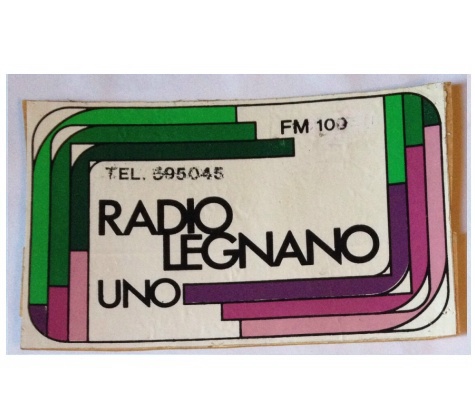 FM 100
TEL. 595045
RADIO
LEGNANO
UNO